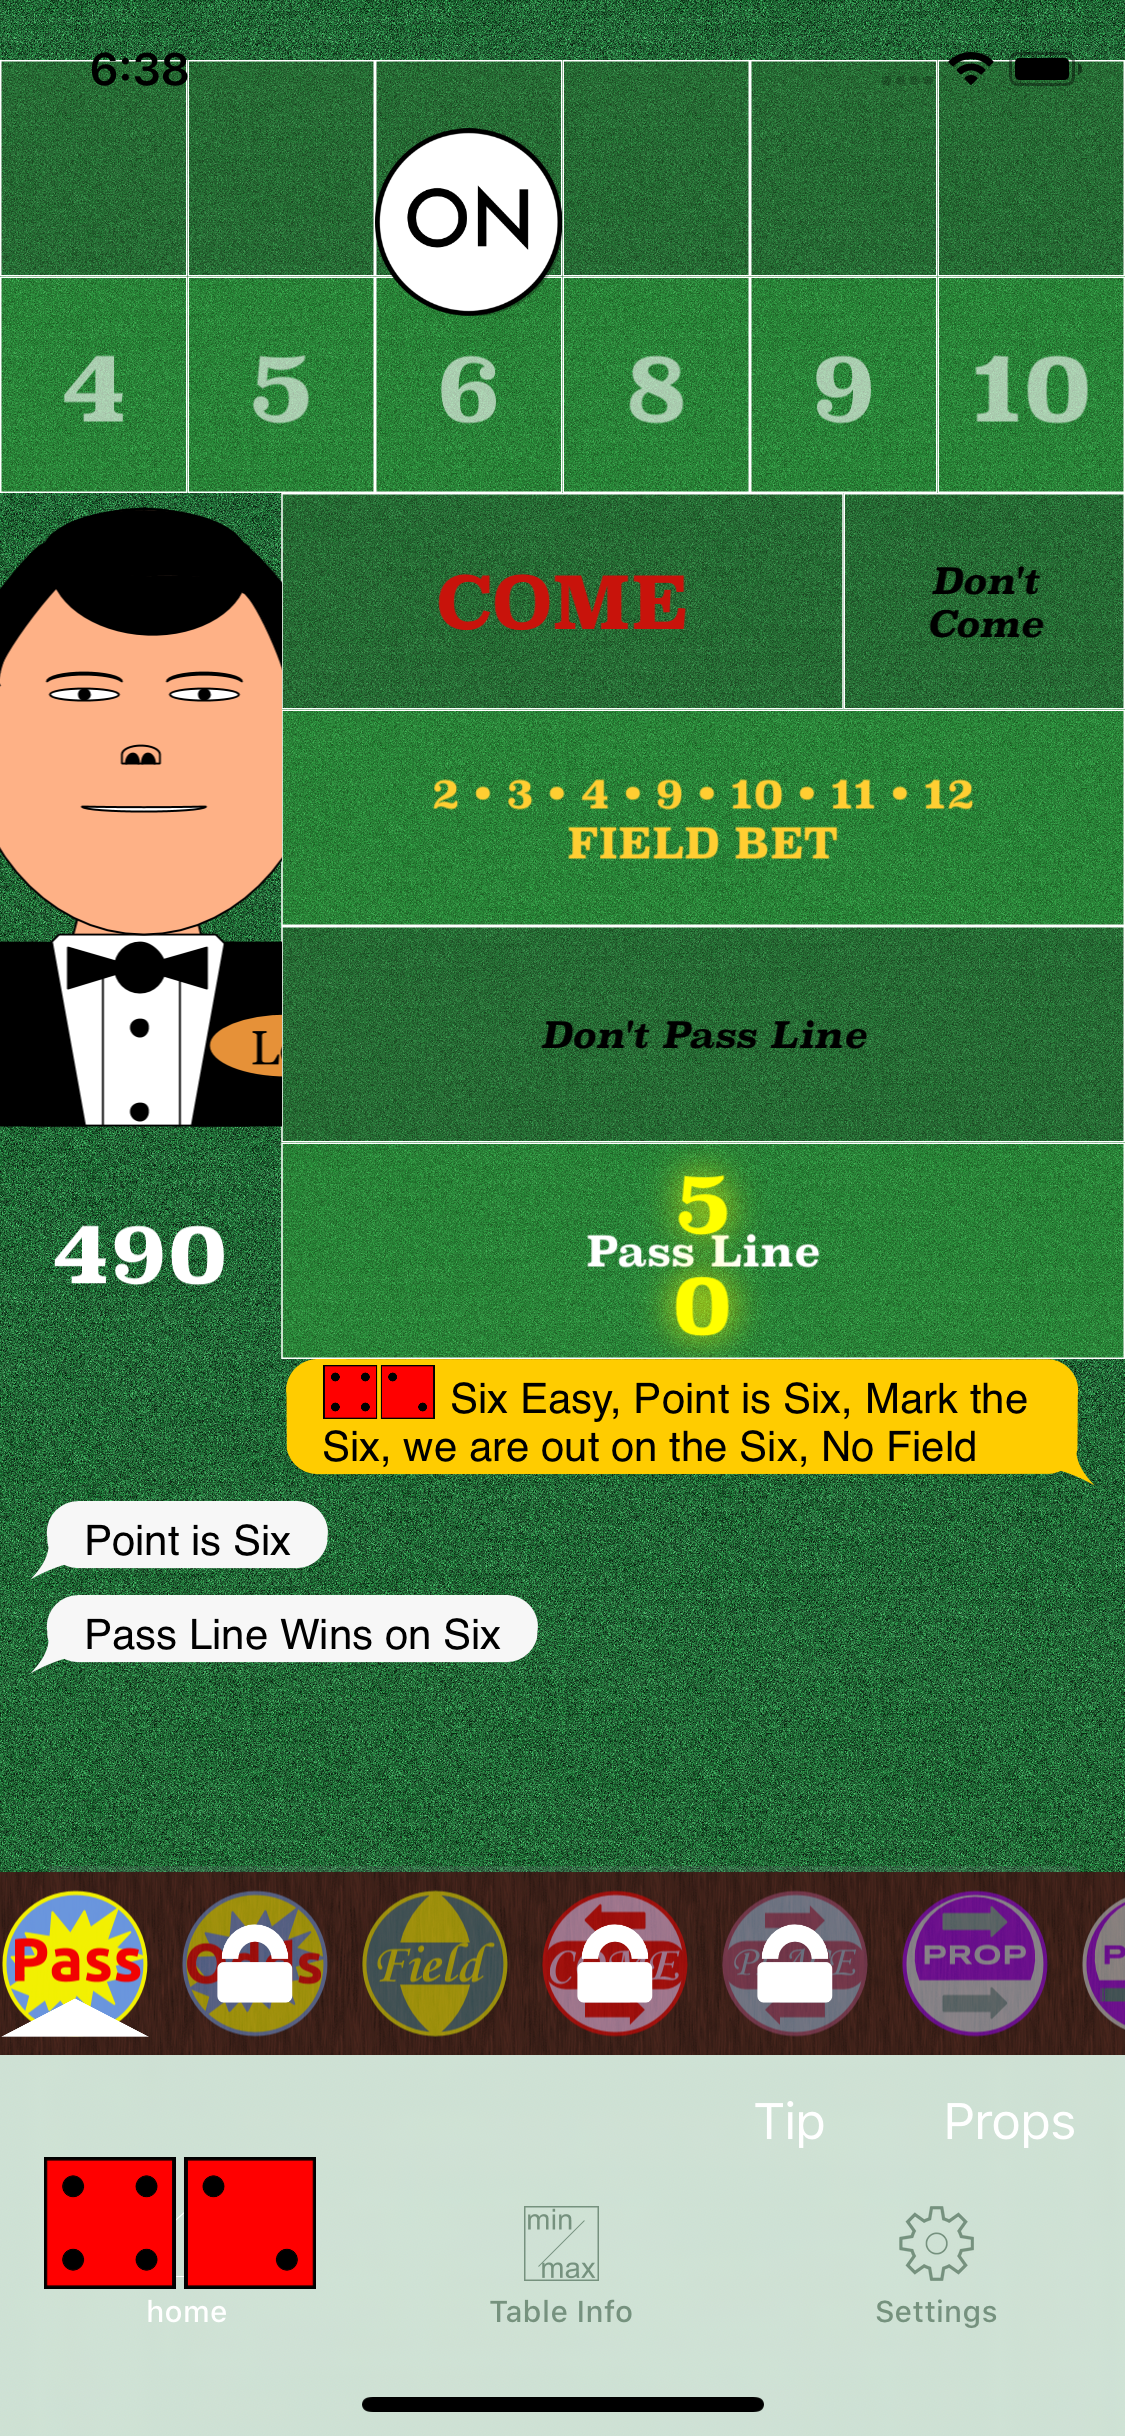 6:38
ON
4 5 6 8 9 10
COME
Don't
Come
2 • 3 • 4 • 9 • 10 • 11 • 12
FIELD BET
Don't Pass Line
490
5
Pass Line
0
Six Easy, Point is Six, Mark the
Six, we are out on the Six, No Field
Point is Six
Pass Line Wins on Six
Pass Odds Field COME PLACE PROP
Tip Props
min
max
home Table Info Settings